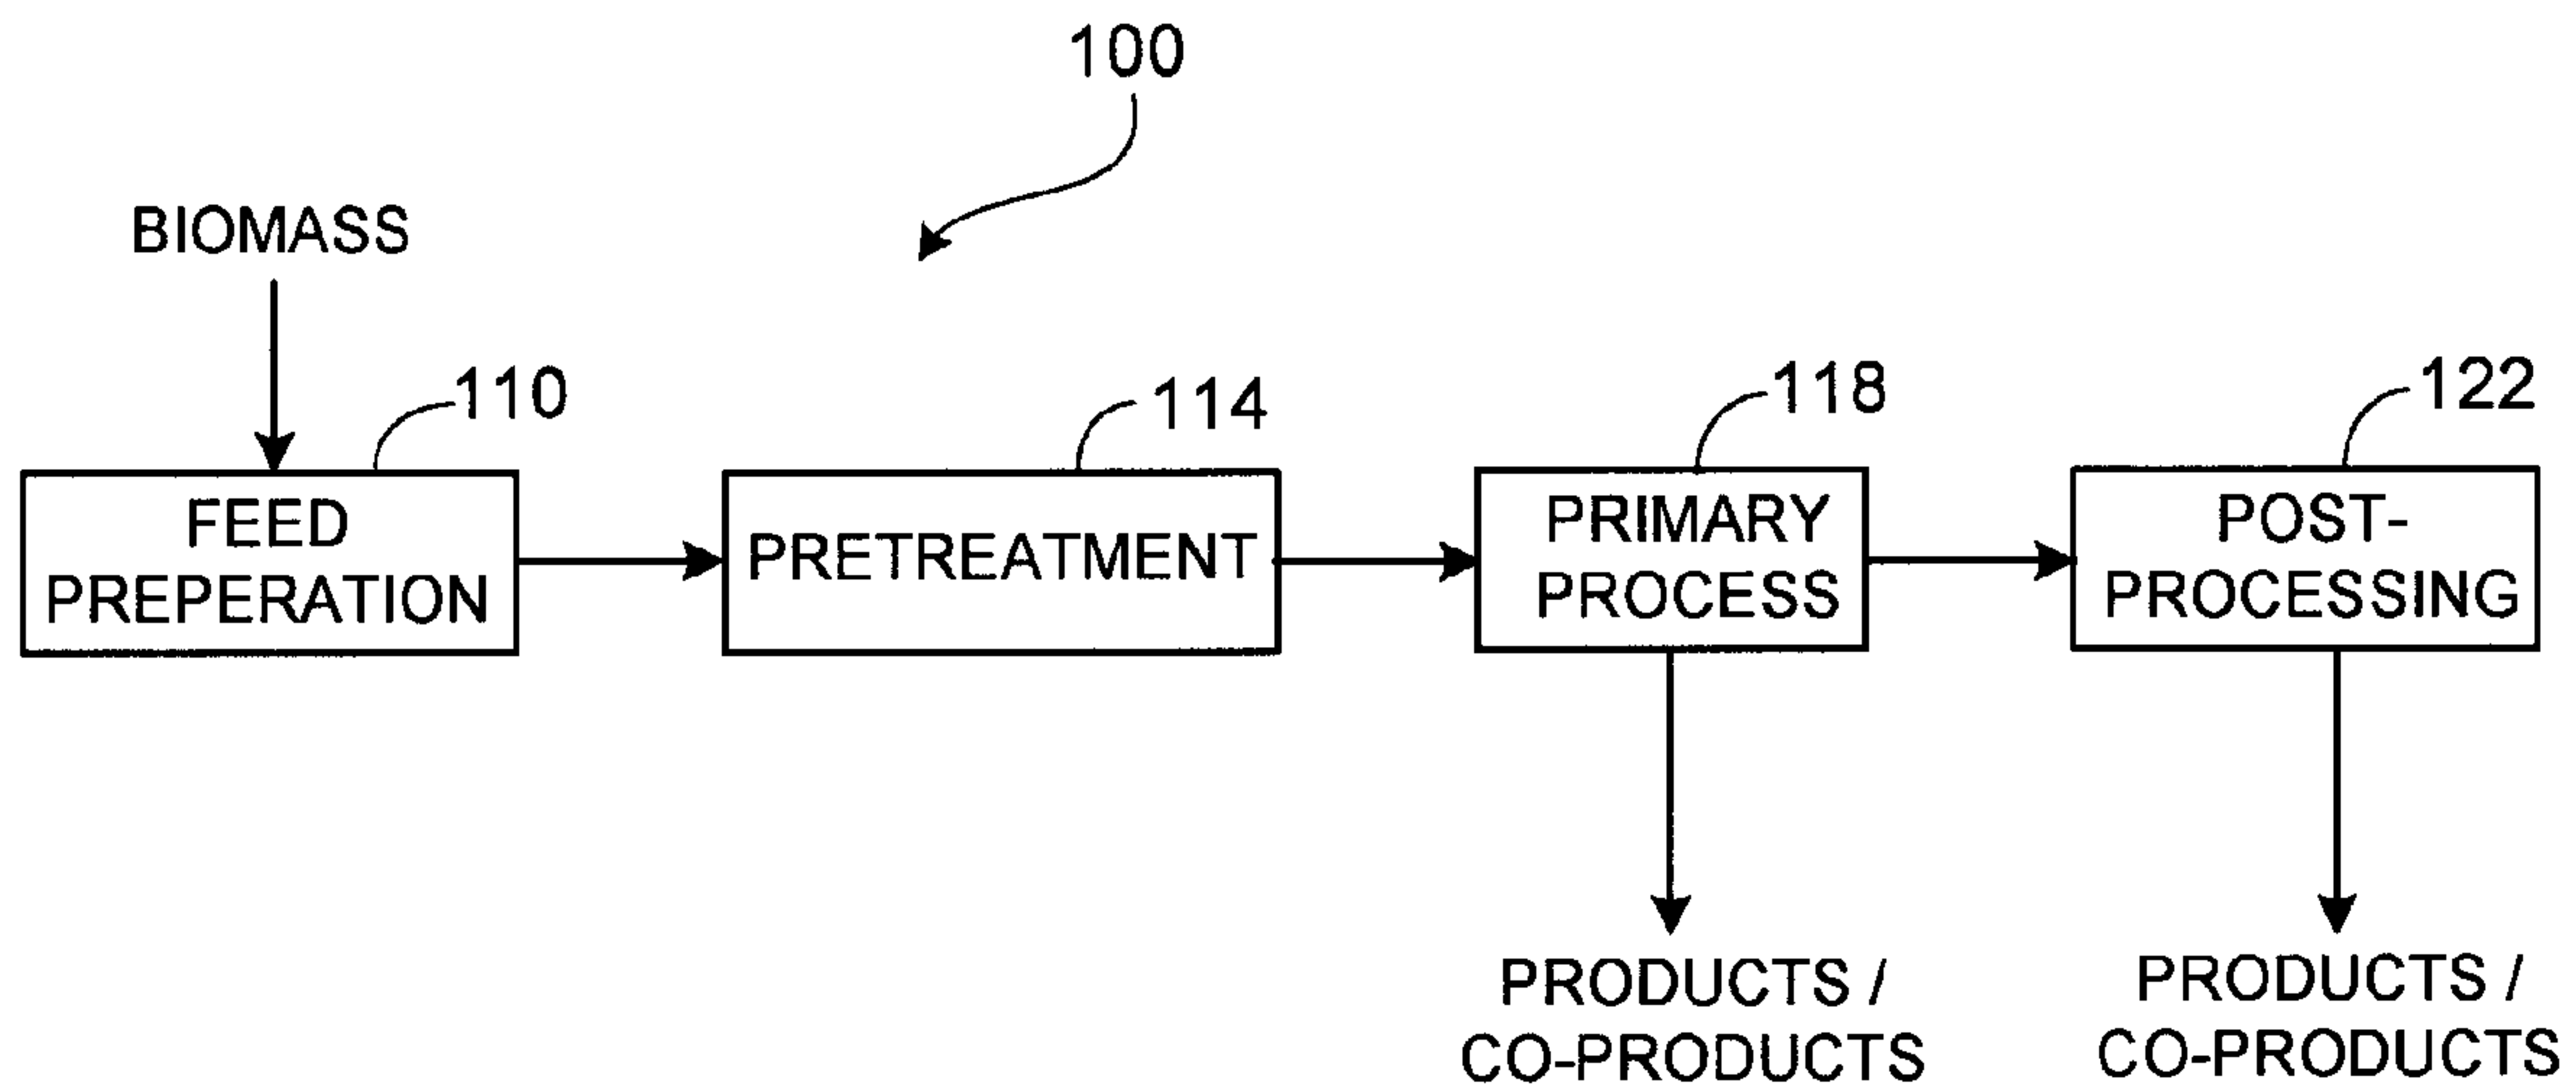 100
BIOMASS
110
114
118
122
FEED
PREPERATION
PRETREATMENT
PRIMARY
PROCESS
POST-
PROCESSING
PRODUCTS /
CO-PRODUCTS
PRODUCTS /
CO-PRODUCTS